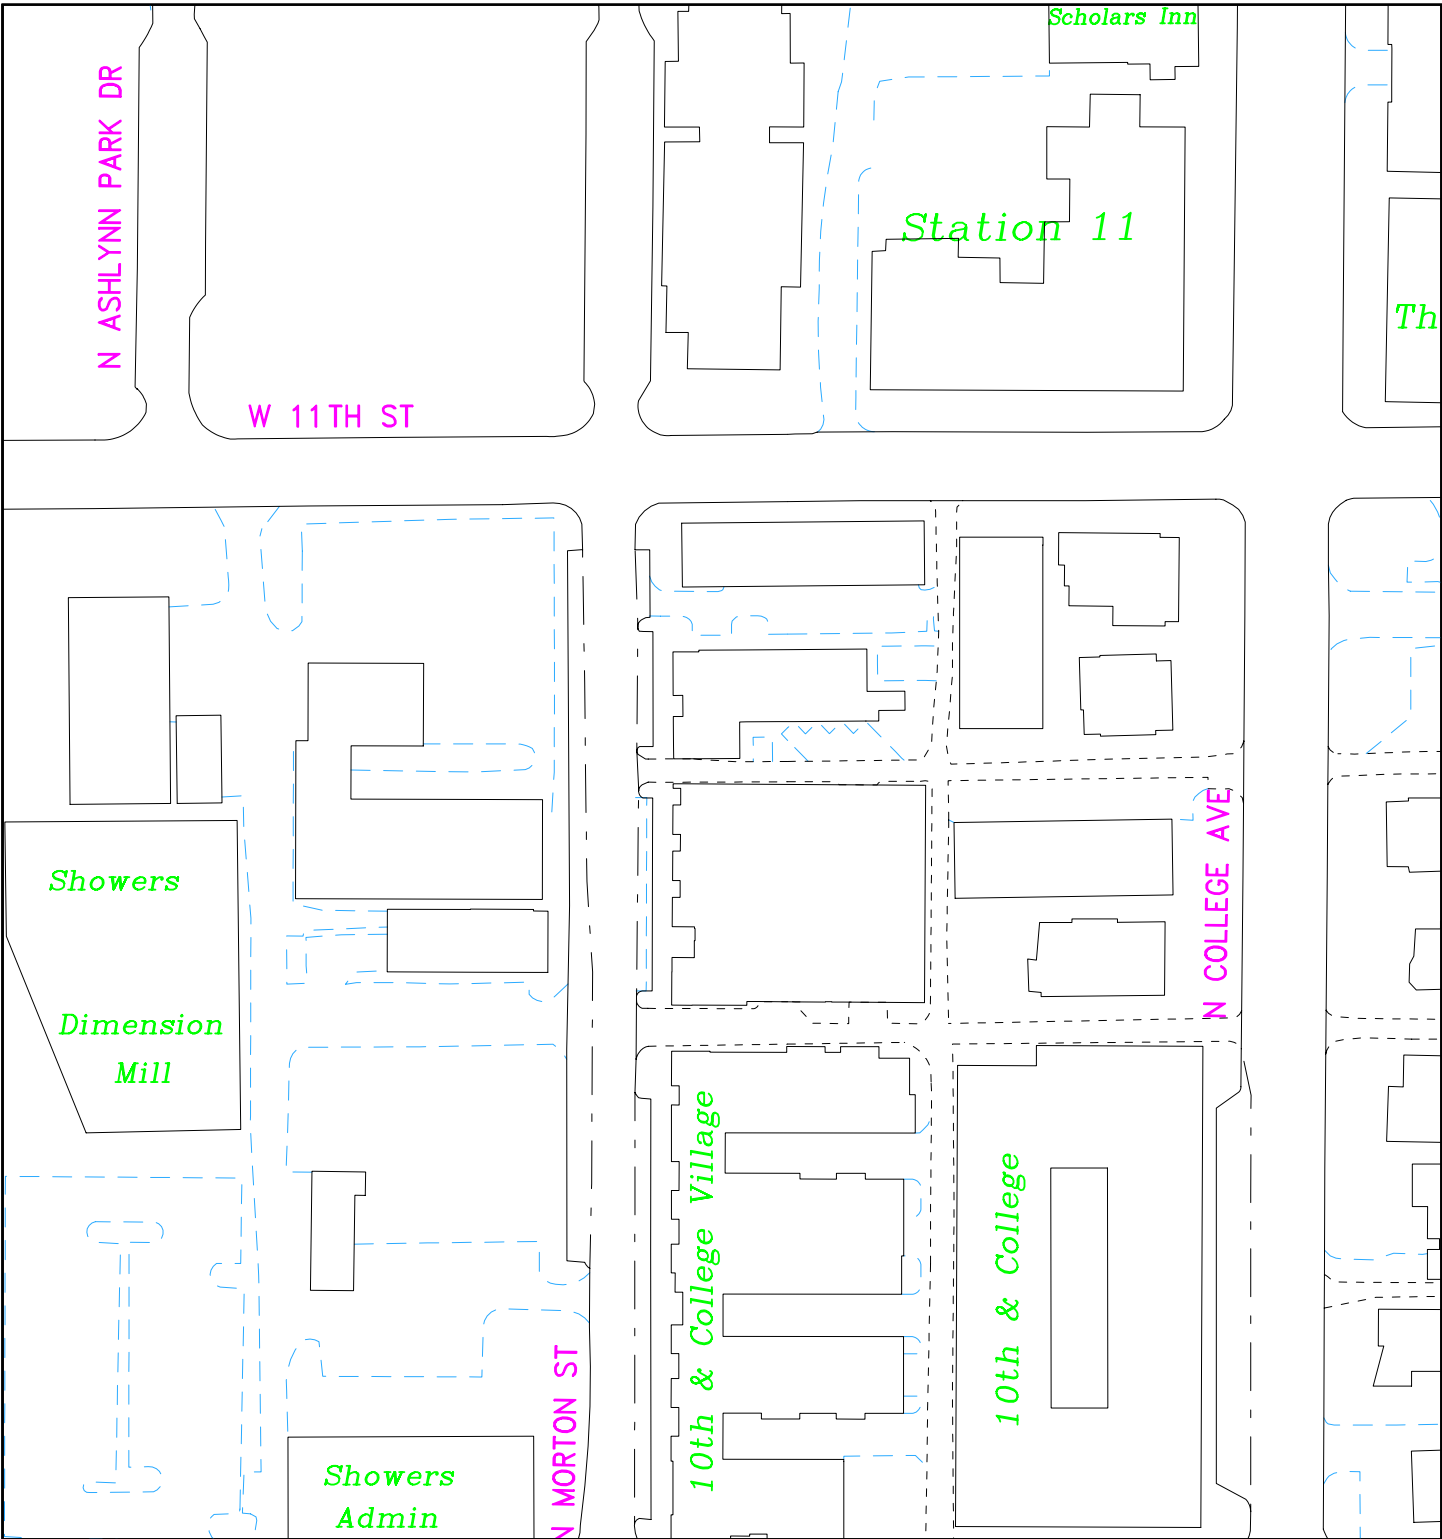 Scholars Inn
N ASHLYNN PARK DR
Station 11
Th
W 11TH ST
Showers
N COLLEGE AVE
Dimension
Mill
10th & College Village
10th & College
N MORTON ST
Showers
Admin